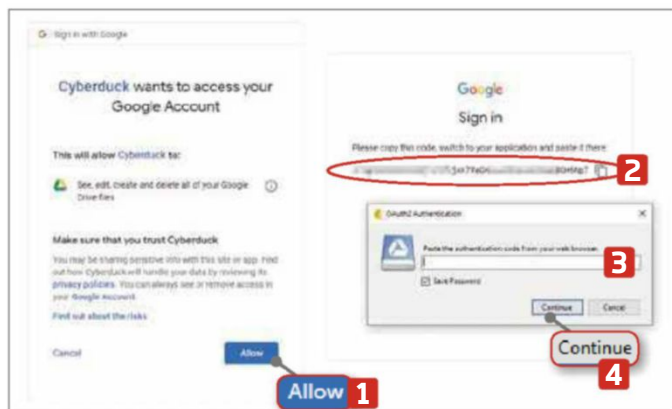 Sign in with Google
Cyberduck wants to access your
Google Account
This will allow Cyberduck to:
See, edit, create and delete all of your Google
Drive files
Make sure that you trust Cyberduck
You may be sharing sensitive info with this site or app. Find
out how Cyberduck will handle your data by reviewing its
privacy policies. You can always see or remove access in
your Google Account.
Find out about the risks
Cancel
Allow
Allow 1
Google
Sign in
Please copy this code, switch to your application and paste it there
2
OAuth2 Authentication
Paste the authentication code from your web browser.
3
Save Password
Continue
Cancel
Continue
4